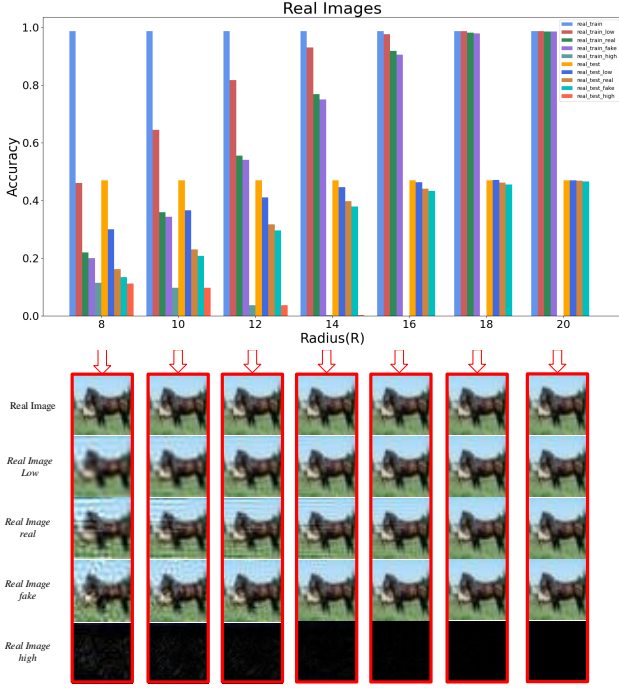 Real Images
real_train
real_train_low
real_train_real
real_train_fake
real_train_high
real_test
real_test_low
real_test_real
real_test_fake
real_test_high
Accuracy
1.0
0.8
0.6
0.4
0.2
0.0
8 10 12 14 16 18 20
Radius(R)
Real Image
Real Image
Low
Real Image
real
Real Image
fake
Real Image
high